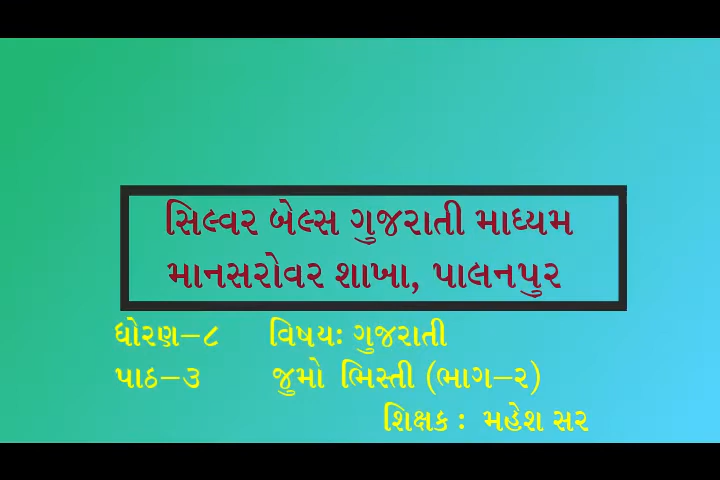 સિલ્વર બેલ્સ ગુજરાતી માધ્યમ
માનસરોવર શાખા, પાલનપુર
ધોરણ–૮ વિષયઃ ગુજરાતી
પાઠ–૩ જુમો ભિસ્તી (ભાગ–૨)
શિક્ષક : મહેશ સર